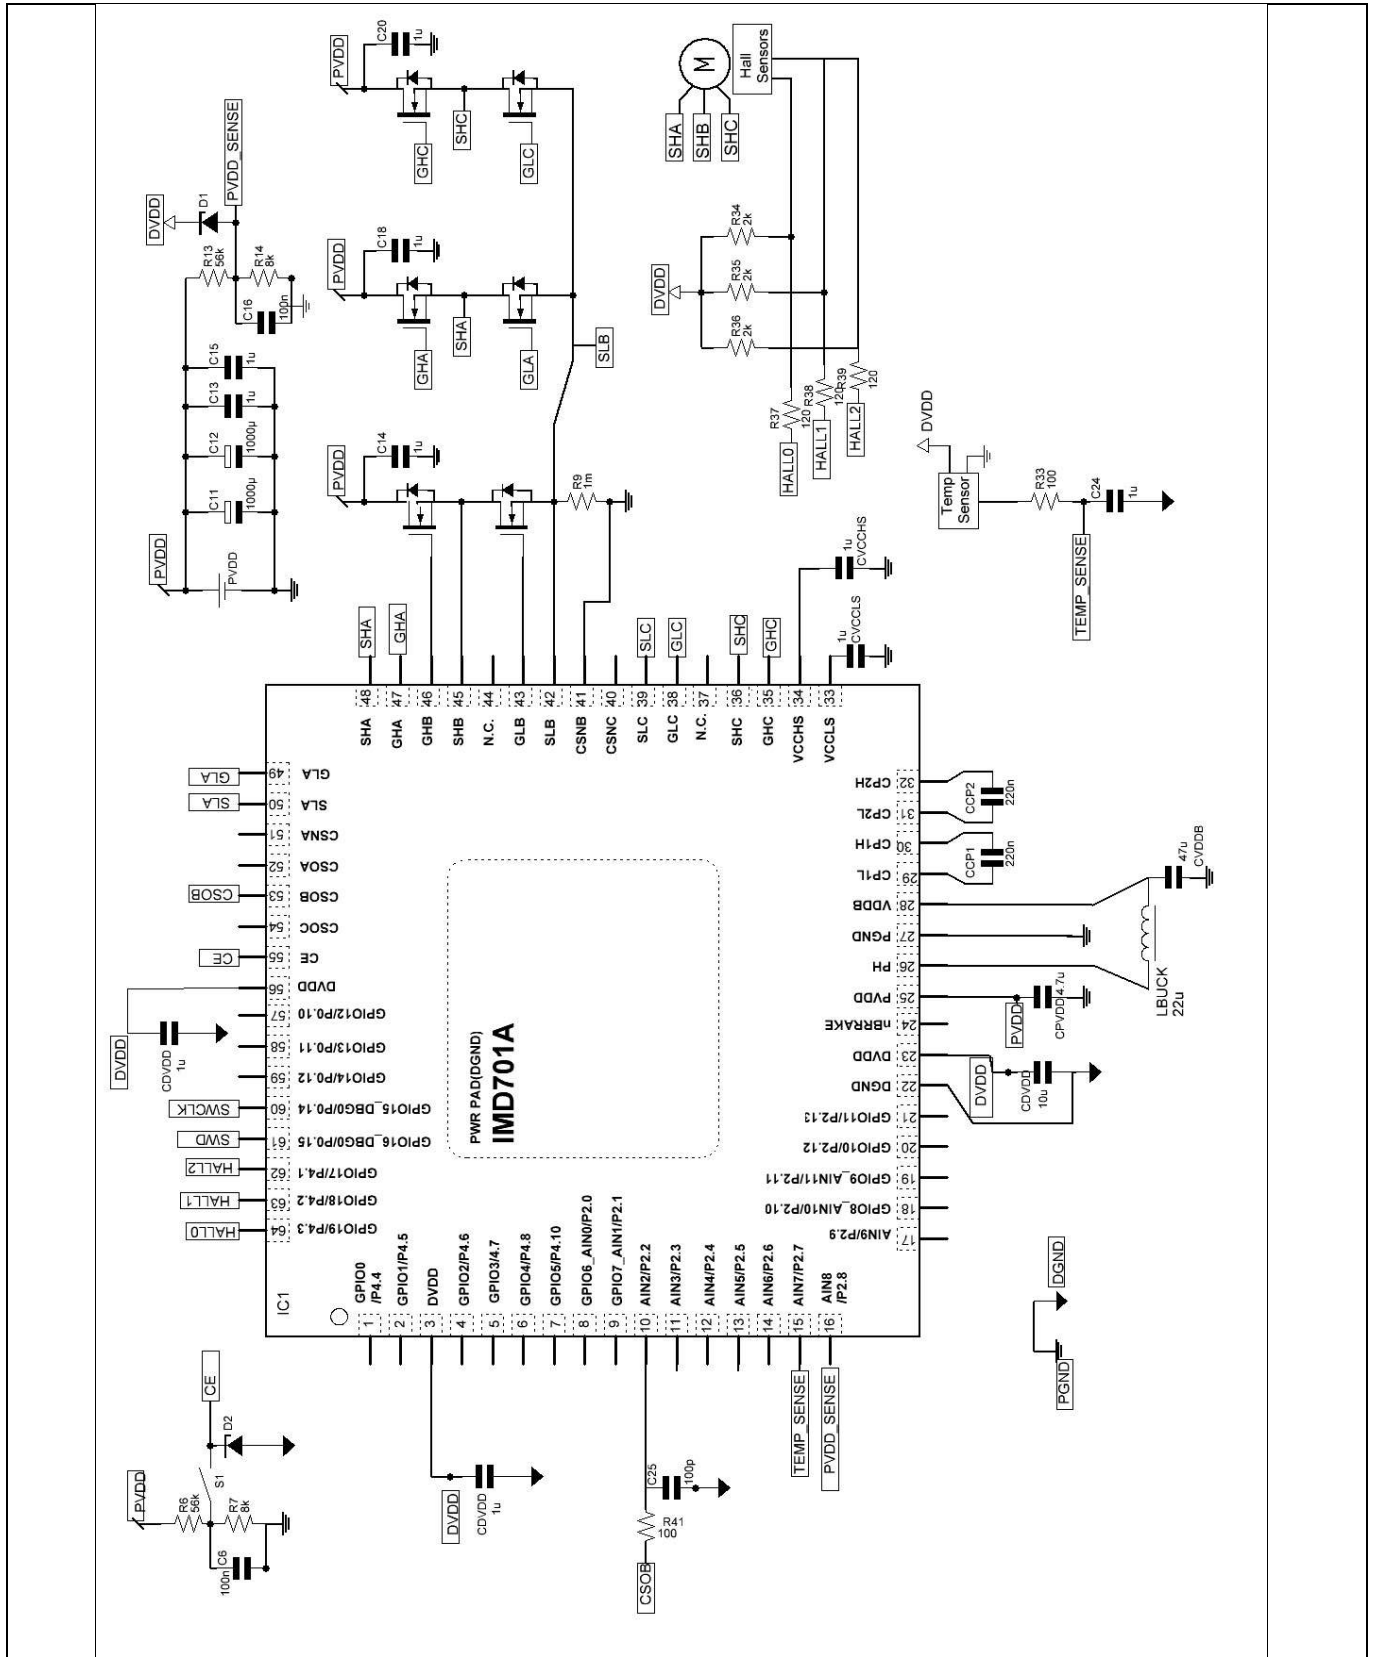 PVDD
C20
1u
SHC
GHC
GLC
M
Hall
Sensors
SHA
SHB
SHC
PVDD_SENSE
D1
DVDD
R13
56k
R14
8k
C16
100n
C15
1u
C13
1u
C12
1000µ
C11
1000µ
PVDD
PVDD
PVDD
C18
1u
SHA
GHA
GLA
SLB
PVDD
C14
1u
R9
1m
R34
2k
R35
2k
R36
2k
DVDD
R37
120
R38
120
R39
120
HALL0
HALL1
HALL2
DVDD
Temp
Sensor
R33
100
C24
1u
TEMP_SENSE
1u
CVCCHS
1u
CVCCLS
SHA
GHA
SLC
GLC
SHC
GHC
48
47
46
45
44
43
42
41
40
39
38
37
36
35
34
33
SHA
GHA
GHB
SHB
N.C.
GLB
SLB
CSNB
CSNC
SLC
GLC
N.C.
SHC
GHC
VCCHS
VCCLS
GLA
49
GLA
SLA
50
SLA
51
CSNA
52
CSOA
CSOB
53
CSOB
54
CSOC
CE
55
CE
56
DVDD
57
GPIO12/P0.10
58
GPIO13/P0.11
59
GPIO14/P0.12
SWCLK
60
GPIO15_DBG0/P0.14
SWD
61
GPIO16_DBG0/P0.15
HALL2
62
GPIO17/P4.1
HALL1
63
GPIO18/P4.2
HALL0
64
GPIO19/P4.3
DVDD
CDVDD
1u
PWR PAD(DGND)
IMD701A
IC1
CP2H
32
CP2L
31
CP1H
30
CP1L
29
VDDB
28
PGND
27
PH
26
PVDD
25
nBRRAKE
24
DVDD
23
DGND
22
GPIO11/P2.13
21
GPIO10/P2.12
20
GPIO9_AIN11/P2.11
19
GPIO8_AIN10/P2.10
18
AIN9/P2.9
17
CCP2
220n
CCP1
220n
47u
CVDDB
LBUCK
22u
PVDD
CPVDD
4.7u
DVDD
CDVDD
10u
GPIO0
/P4.4
GPIO1/P4.5
DVDD
GPIO2/P4.6
GPIO3/4.7
GPIO4/P4.8
GPIO5/P4.10
GPIO6_AIN0/P2.0
GPIO7_AIN1/P2.1
AIN2/P2.2
AIN3/P2.3
AIN4/P2.4
AIN5/P2.5
AIN6/P2.6
AIN7/P2.7
AIN8
/P2.8
1
2
3
4
5
6
7
8
9
10
11
12
13
14
15
16
TEMP_SENSE
PVDD_SENSE
CE
D2
S1
PVDD
R6
56k
R7
8k
C6
100n
DVDD
CDVDD
1u
C25
100p
R41
100
CSOB
DGND
PGND